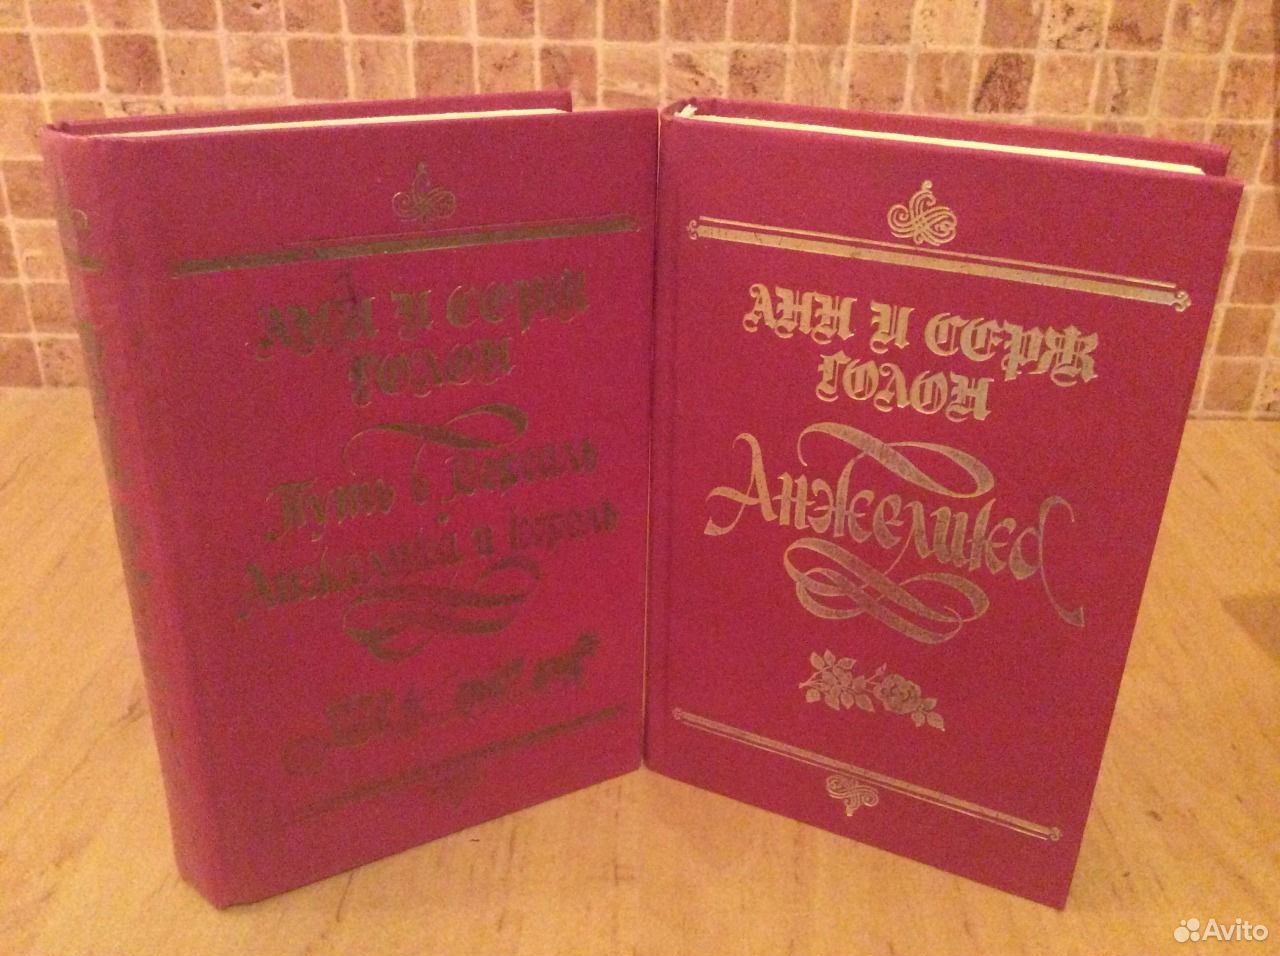 АНН И СЕРЖ
ГОЛОН
Путь в Версаль
Анжелика и король
АНН И СЕРЖ
ГОЛОН
Анжелика
Avito